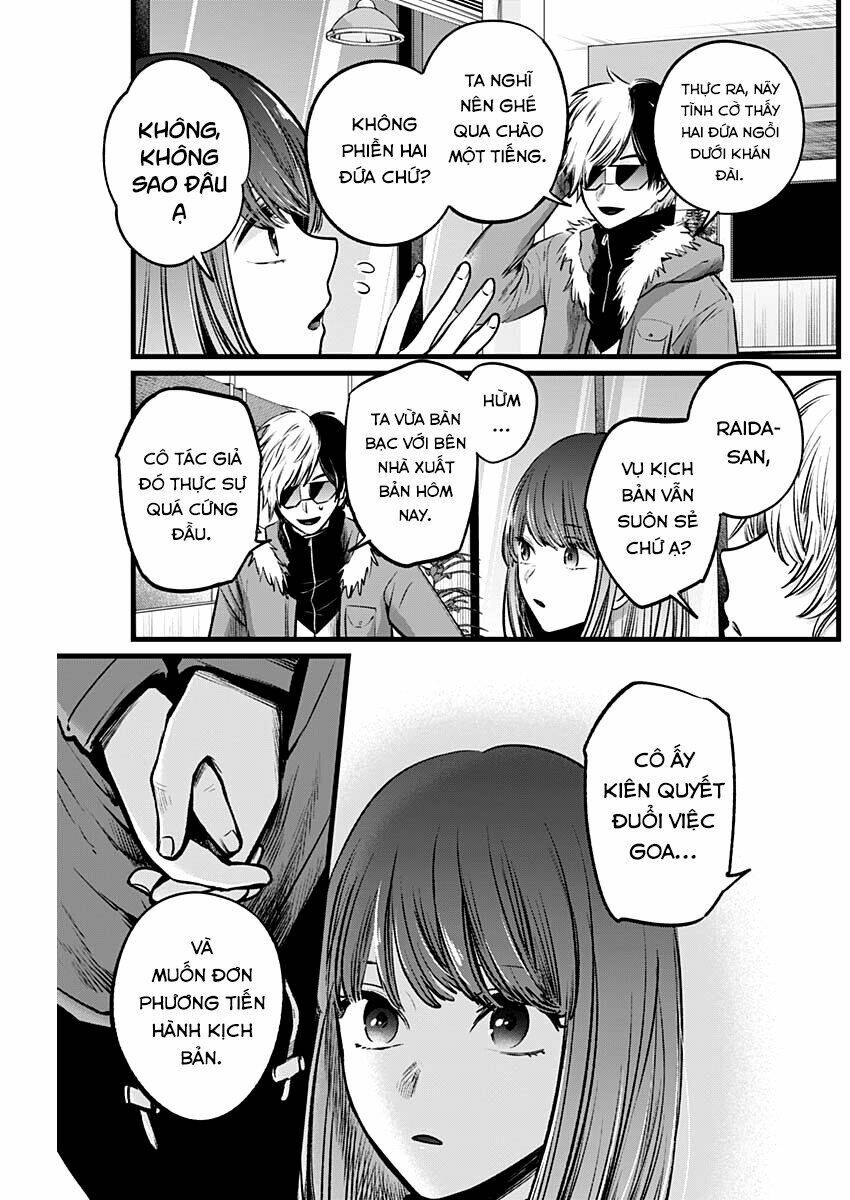 THỰC RA, NÃY
TÌNH CỜ THẤY
HAI ĐỨA NGỒI
DƯỚI KHÁN
ĐÀI.
TA NGHĨ
NÊN GHÉ
QUA CHÀO
MỘT TIẾNG.
KHÔNG
PHIỀN HAI
ĐỨA CHỨ?
KHÔNG,
KHÔNG
SAO ĐÂU
Ạ
RAIDA-
SAN,
VỤ KỊCH
BẢN VẪN
SUÔN SẺ
CHỨ Ạ?
HỪM
...
TA VỪA BÀN
BẠC VỚI BÊN
NHÀ XUẤT
BẢN HÔM
NAY.
CÔ TÁC GIẢ
ĐÓ THỰC SỰ
QUÁ CỨNG
ĐẦU.
CÔ ẤY
KIÊN QUYẾT
ĐUỔI VIỆC
GOA...
VÀ
MUỐN ĐƠN
PHƯƠNG TIẾN
HÀNH KỊCH
BẢN.